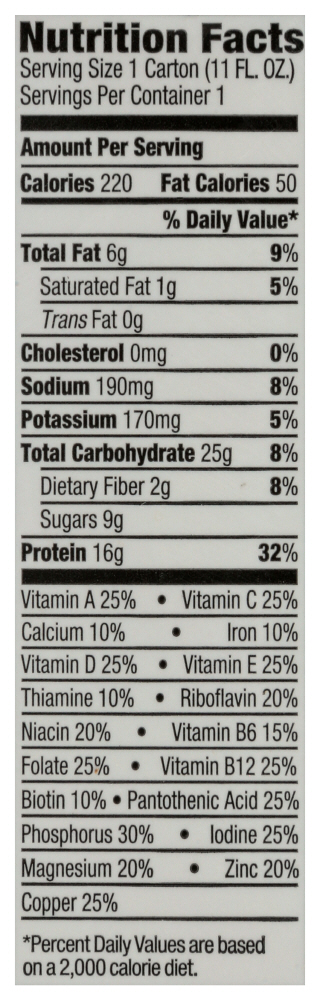 Nutrition Facts
Serving Size 1 Carton (11 FL. OZ.)
Servings Per Container 1
Amount Per Serving
Calories 220 Fat Calories 50
% Daily Value*
Total Fat 6g 9%
Saturated Fat 1g 5%
Trans Fat 0g
Cholesterol 0mg 0%
Sodium 190mg 8%
Potassium 170mg 5%
Total Carbohydrate 25g 8%
Dietary Fiber 2g 8%
Sugars 9g
Protein 16g 32%
Vitamin A 25% • Vitamin C 25%
Calcium 10% • Iron 10%
Vitamin D 25% • Vitamin E 25%
Thiamine 10% • Riboflavin 20%
Niacin 20% • Vitamin B6 15%
Folate 25% • Vitamin B12 25%
Biotin 10% • Pantothenic Acid 25%
Phosphorus 30% • Iodine 25%
Magnesium 20% • Zinc 20%
Copper 25%
*Percent Daily Values are based
on a 2,000 calorie diet.